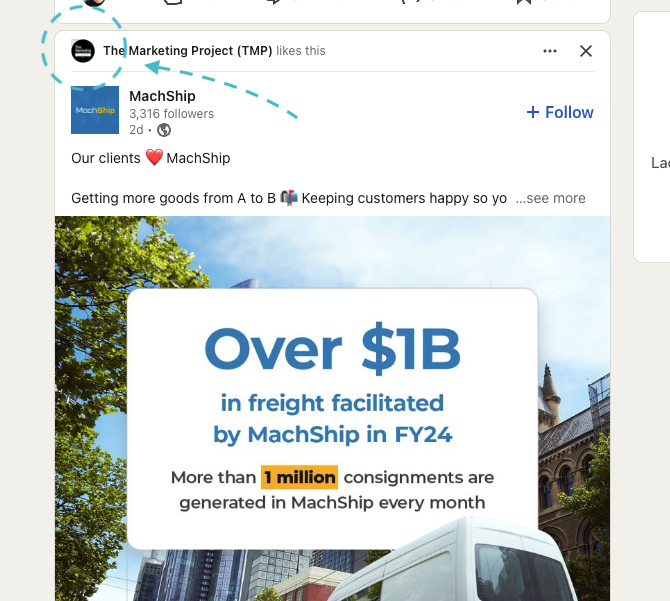 The Marketing Project (TMP) likes this
MachShip
MachShip
3,316 followers
2d •
+ Follow
Our clients ❤️ MachShip
Getting more goods from A to B 📬 Keeping customers happy so yo ...see more
Over $1B
in freight facilitated
by MachShip in FY24
More than 1 million consignments are
generated in MachShip every month